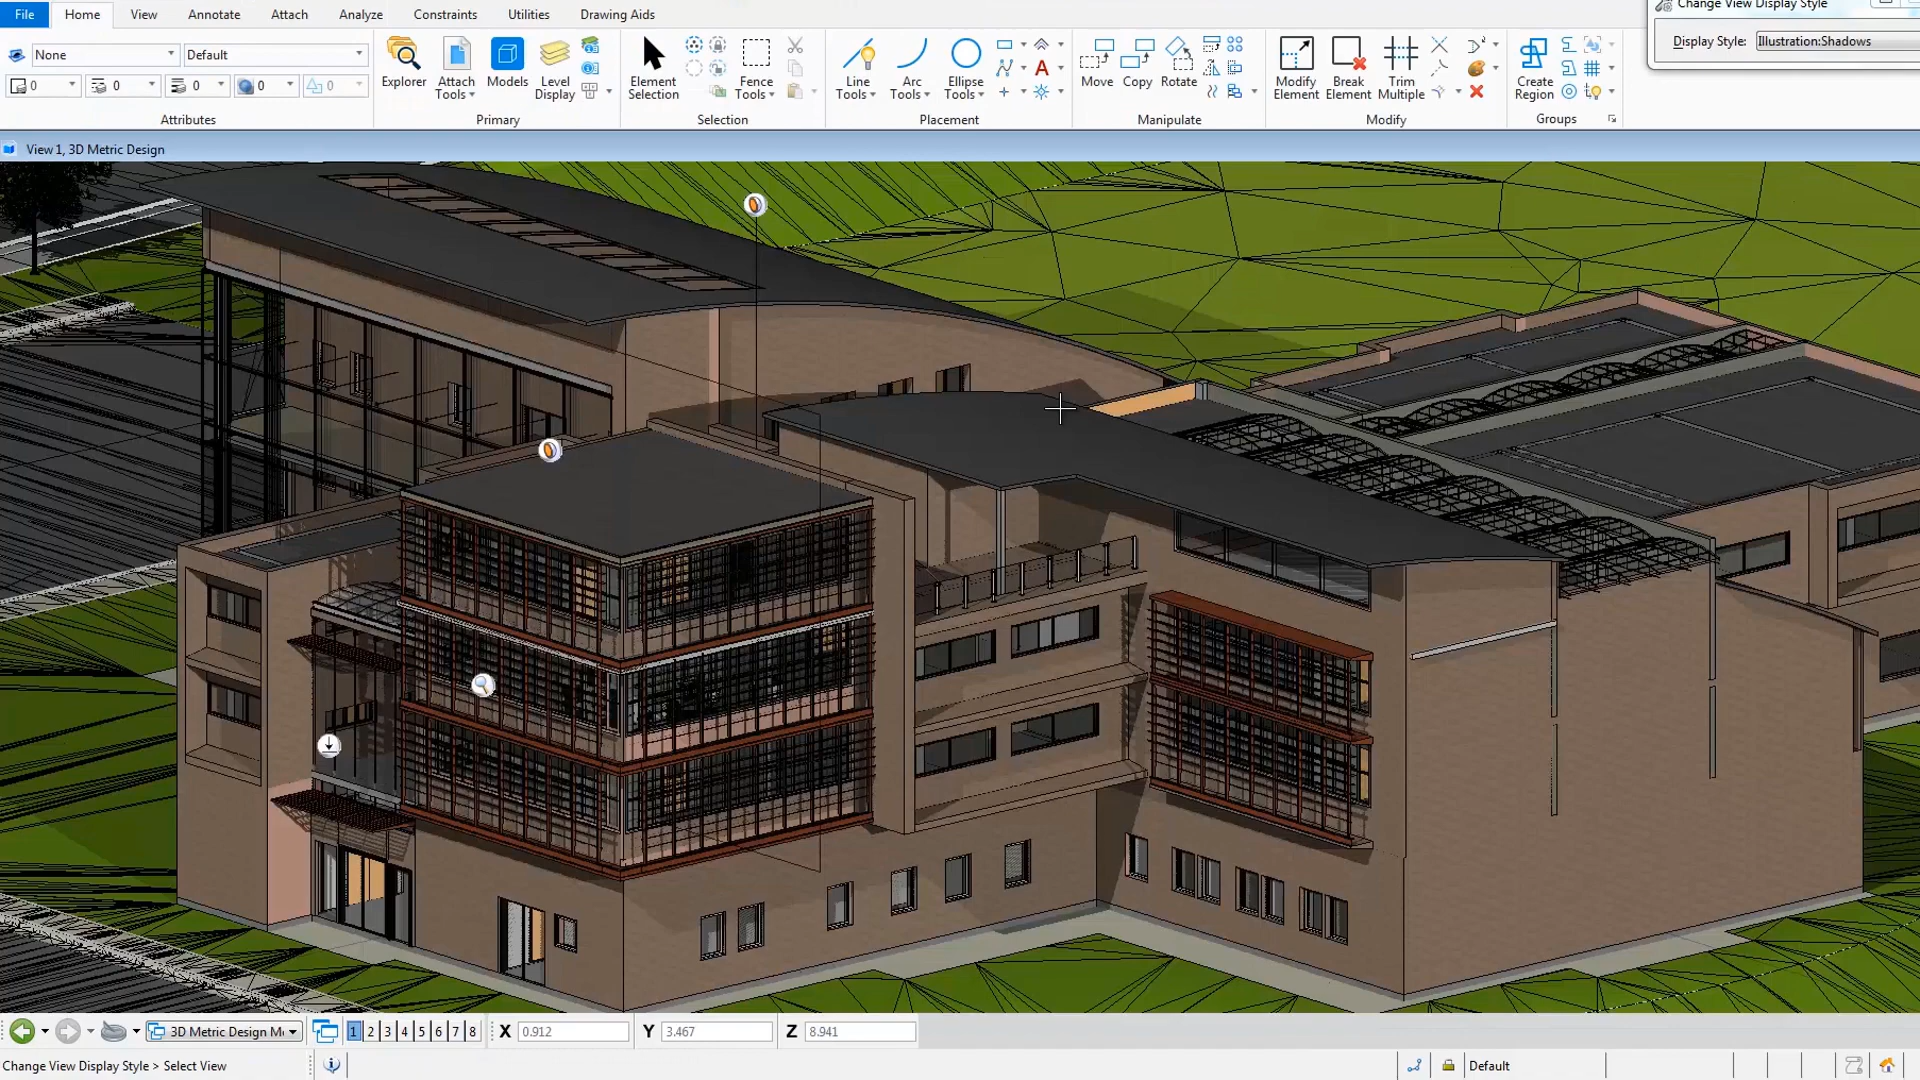 File Home View Annotate Attach Analyze Constraints Utilities Drawing Aids
Change View Display Style
Display Style: Illustration:Shadows
None Default
0 0 0 0 0
Explorer Attach Tools Models Level Display Element Selection Fence Tools Line Tools Arc Tools Ellipse Tools Move Copy Rotate Modify Element Break Element Trim Multiple Create Region
A
Attributes Primary Selection Placement Manipulate Modify Groups
View 1, 3D Metric Design
3D Metric Design M 1 2 3 4 5 6 7 8 X 0.912 Y 3.467 Z 8.941
Change View Display Style > Select View Default